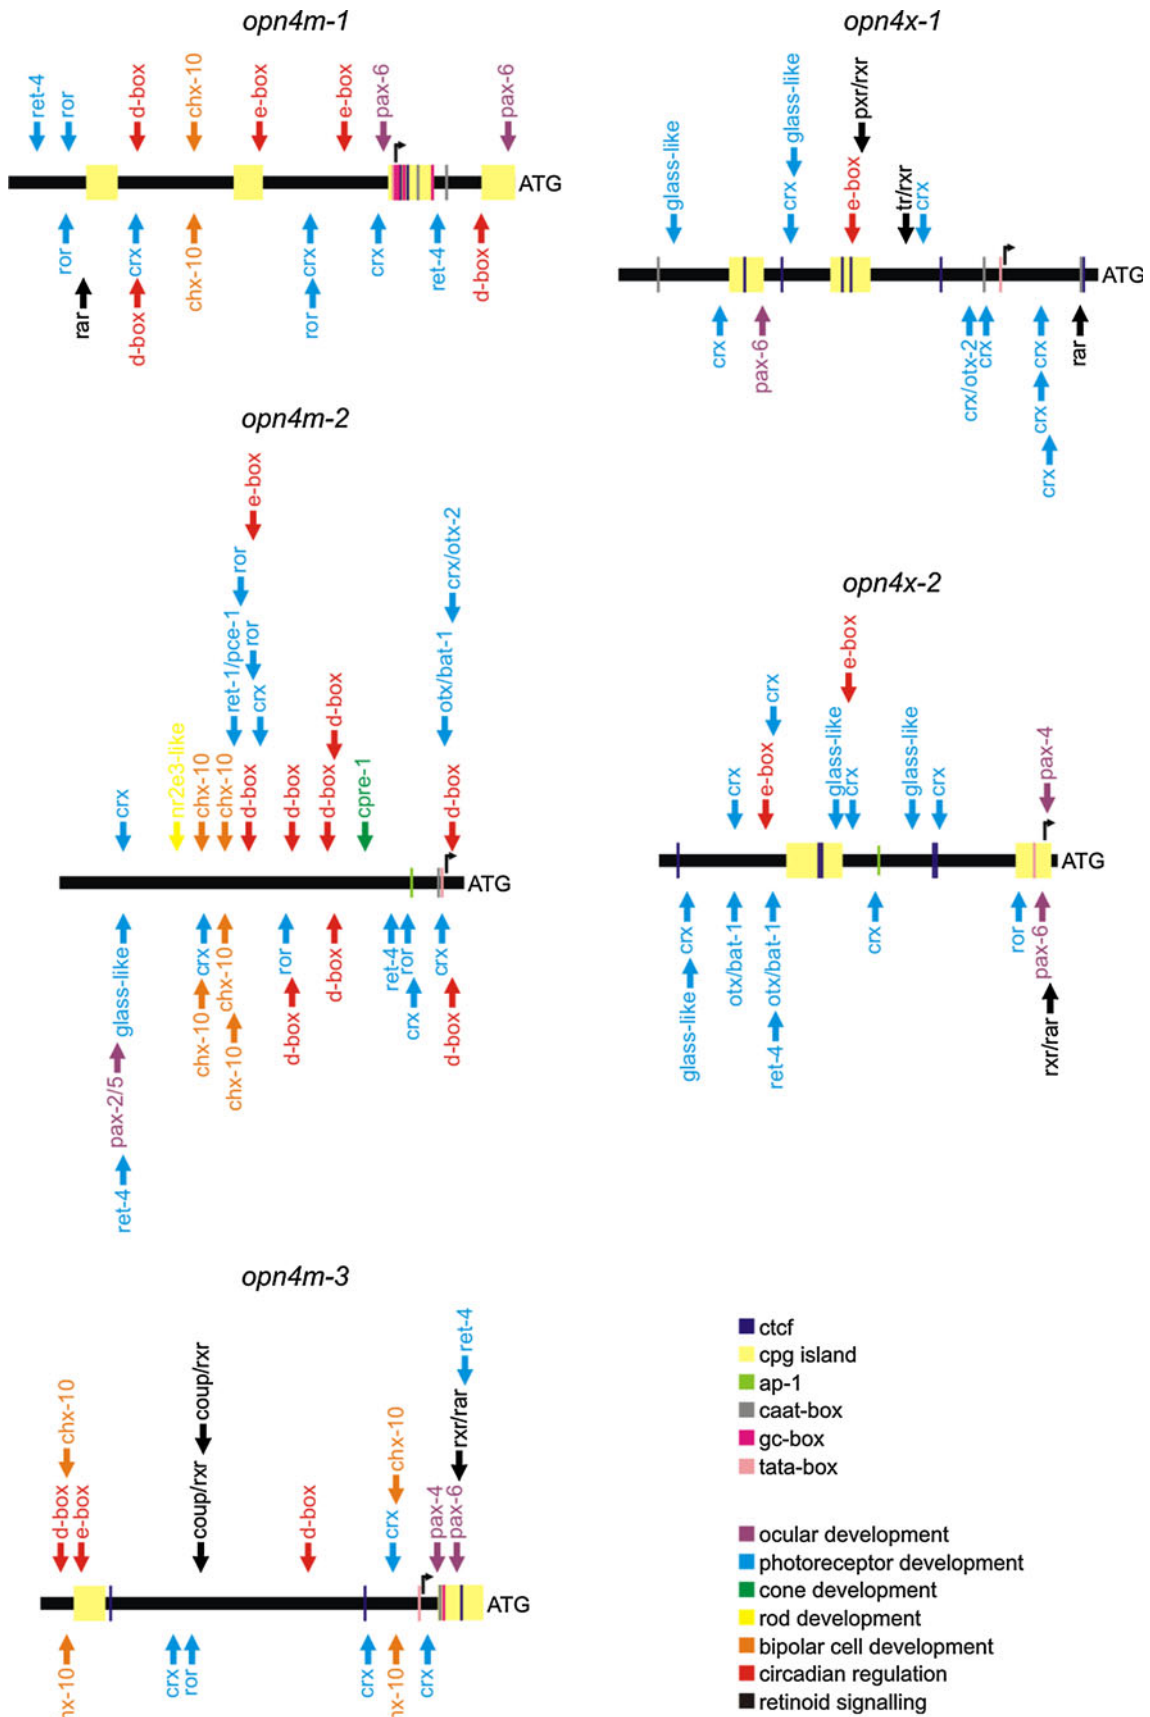 opn4m-1
ret-4
ror
d-box
chx-10
e-box
e-box
pax-6
pax-6
ATG
ror
rar
crx
d-box
chx-10
crx
ror
crx
ret-4
d-box
opn4x-1
glass-like
glass-like
crx
pxr/rxr
e-box
tr/rxr
crx
ATG
crx
pax-6
crx/otx-2
crx
crx
crx
crx
rar
opn4m-2
e-box
ror
ret-1/pce-1
ror
crx
crx/otx-2
otx/bat-1
d-box
crx
nr2e3-like
chx-10
chx-10
d-box
d-box
d-box
cpre-1
d-box
ATG
glass-like
pax-2/5
ret-4
crx
chx-10
chx-10
chx-10
ror
d-box
d-box
ret-4
ror
crx
crx
d-box
opn4x-2
e-box
crx
crx
e-box
glass-like
crx
glass-like
crx
pax-4
ATG
crx
glass-like
otx/bat-1
otx/bat-1
ret-4
crx
ror
pax-6
rxr/rar
opn4m-3
chx-10
d-box
e-box
coup/rxr
coup/rxr
d-box
chx-10
crx
pax-4
ret-4
rxr/rar
pax-6
ATG
hx-10
crx
ror
crx
hx-10
crx
ctcf
cpg island
ap-1
caat-box
gc-box
tata-box
ocular development
photoreceptor development
cone development
rod development
bipolar cell development
circadian regulation
retinoid signalling